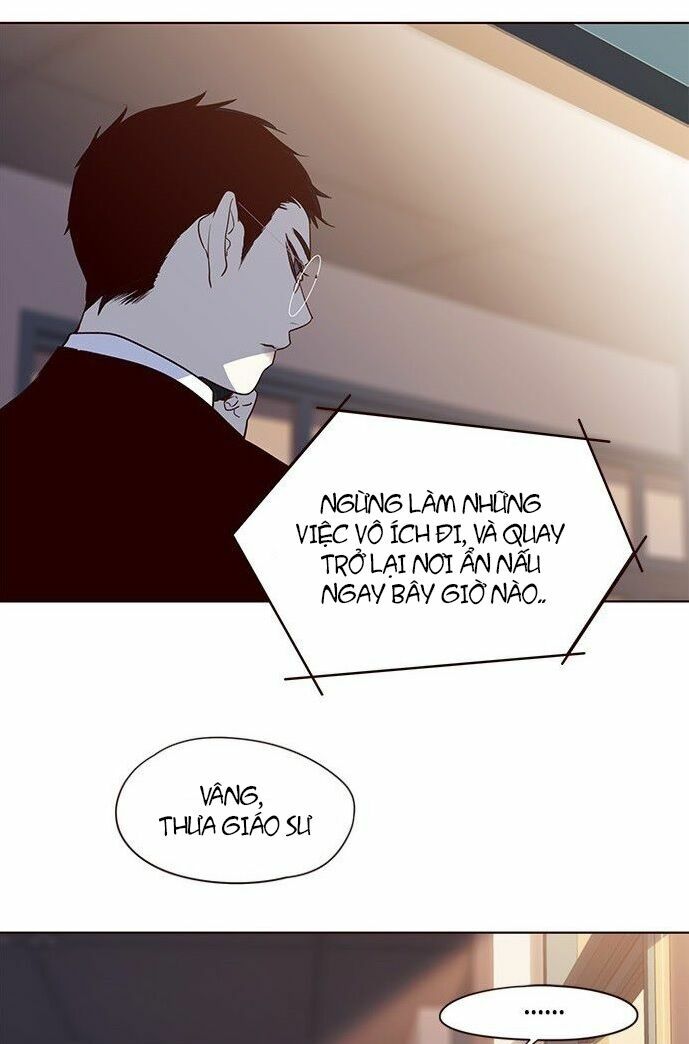 NGỪNG LÀM NHỮNG
VIỆC VÔ ÍCH ĐI, VÀ QUAY
TRỞ LẠI NƠI ẨN NẤU
NGAY BÂY GIỜ NÀO..
VÂNG,
THƯA GIÁO SƯ
......